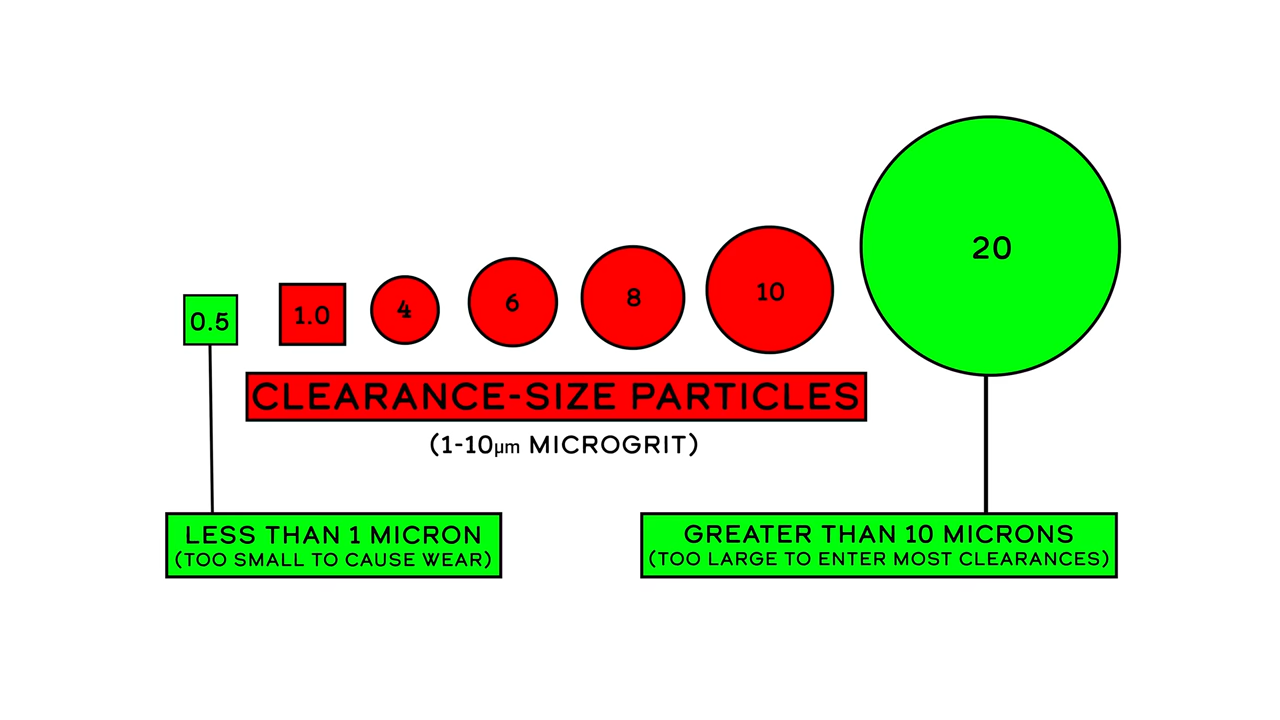 0.5
1.0
4
6
8
10
20
CLEARANCE-SIZE PARTICLES
(1-10µm MICROGRIT)
LESS THAN 1 MICRON
(TOO SMALL TO CAUSE WEAR)
GREATER THAN 10 MICRONS
(TOO LARGE TO ENTER MOST CLEARANCES)